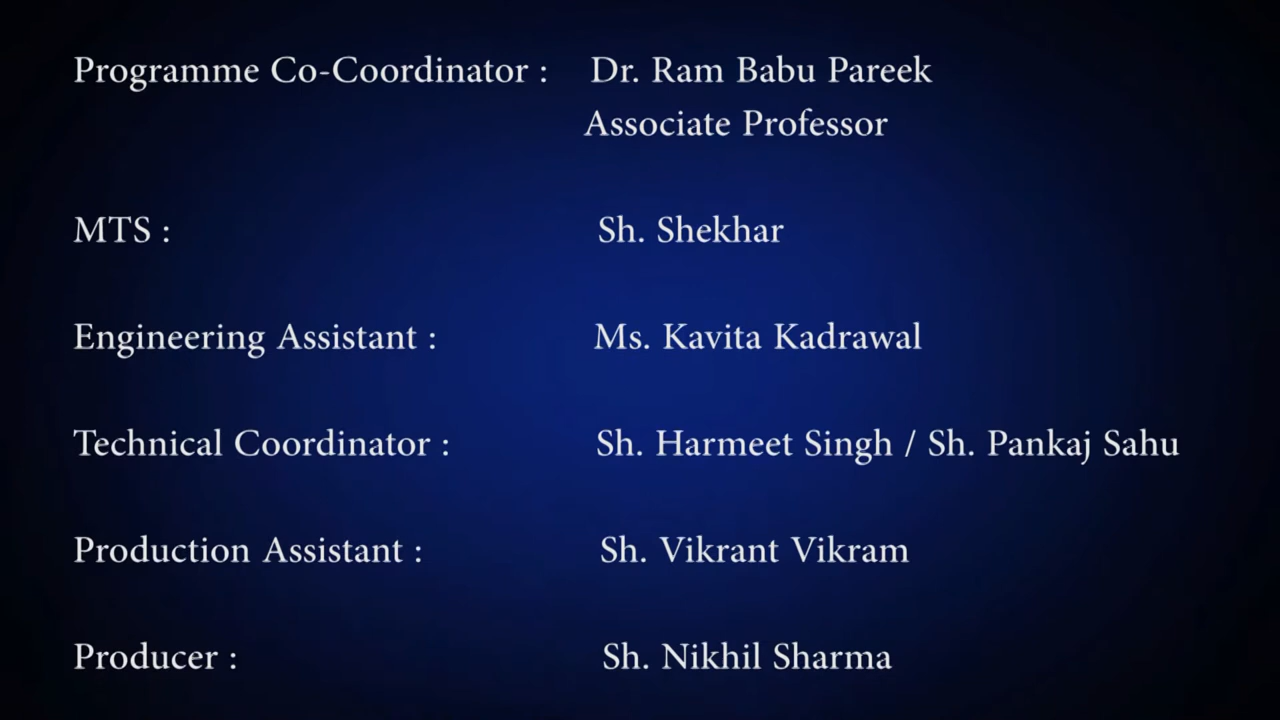 Programme Co-Coordinator : Dr. Ram Babu Pareek
Associate Professor
MTS : Sh. Shekhar
Engineering Assistant : Ms. Kavita Kadrawal
Technical Coordinator : Sh. Harmeet Singh / Sh. Pankaj Sahu
Production Assistant : Sh. Vikrant Vikram
Producer : Sh. Nikhil Sharma